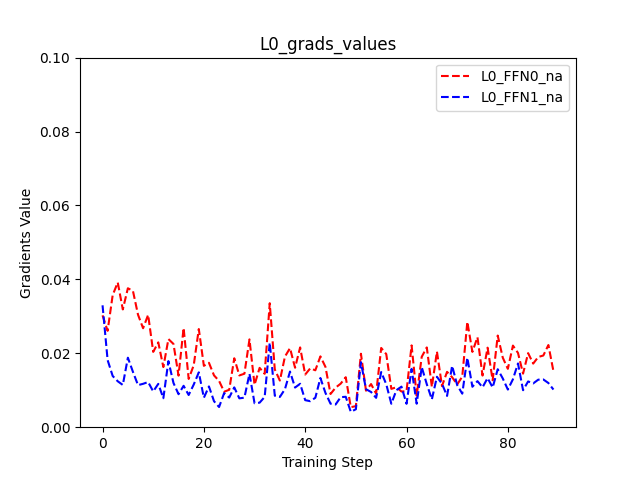 L0_grads_values
L0_FFN0_na
L0_FFN1_na
Gradients Value
0.10
0.08
0.06
0.04
0.02
0.00
0
20
40
60
80
Training Step